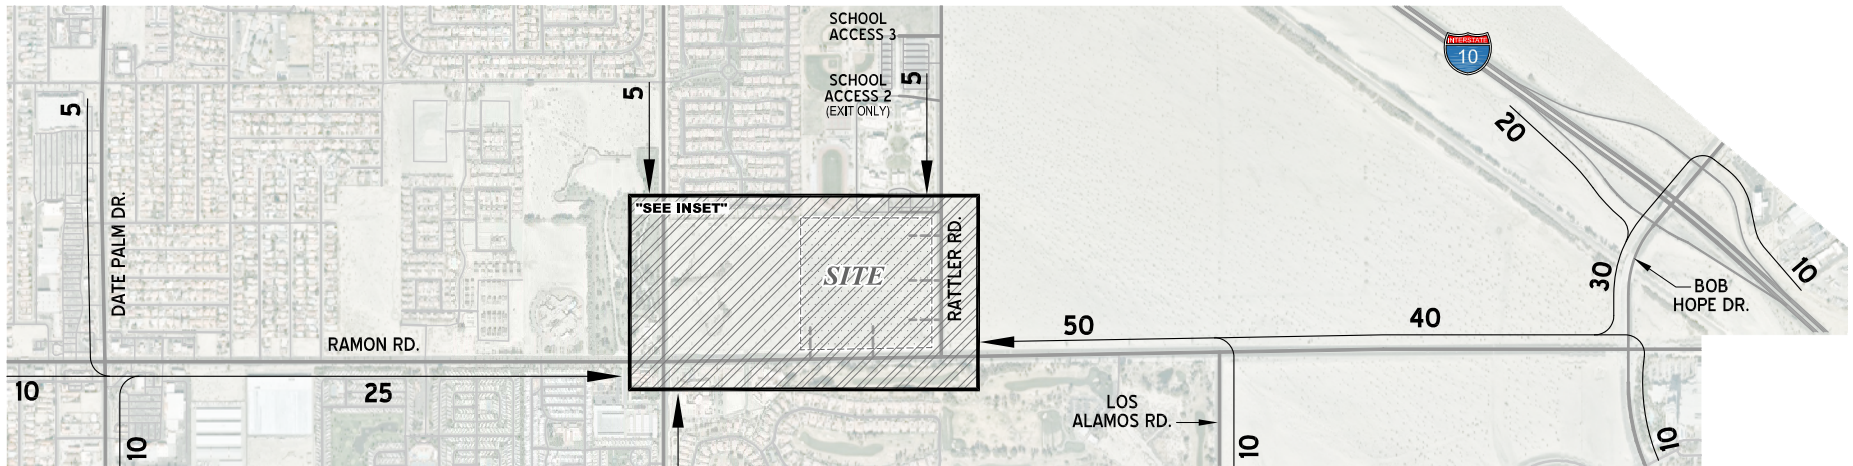 SCHOOL
ACCESS 3
SCHOOL
ACCESS 2
(EXIT ONLY)
5
5
5
INTERSTATE
10
20
DATE PALM DR.
"SEE INSET"
SITE
RATTLER RD.
30
10
BOB
HOPE DR.
RAMON RD.
50
40
10
25
LOS
ALAMOS RD.
10
10
10